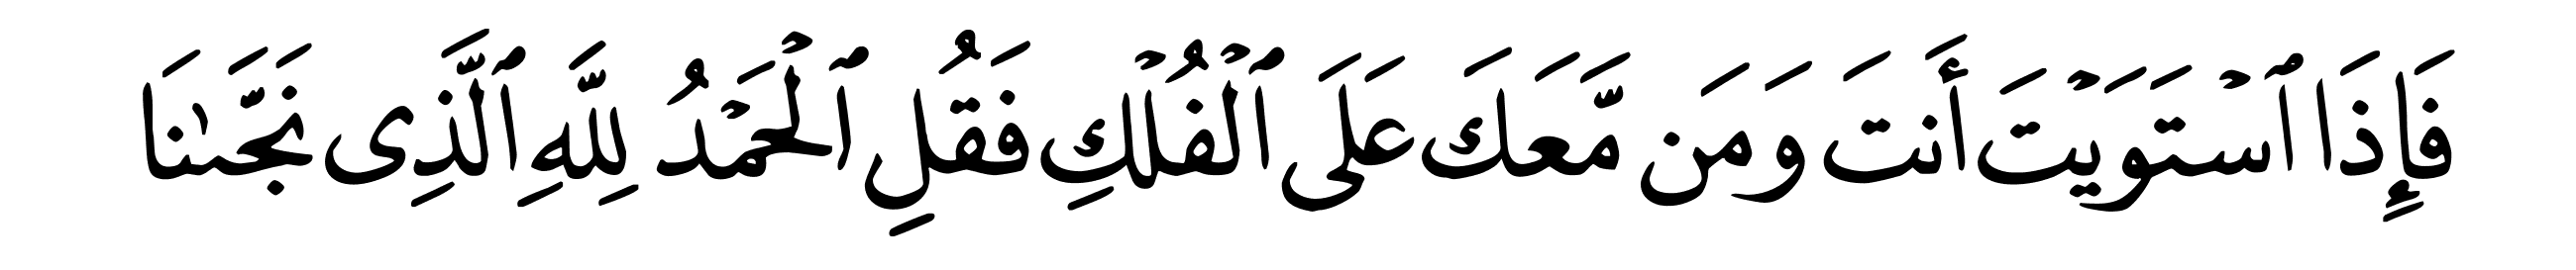 فَإِذَا ٱسْتَوَيْتَ أَنتَ وَمَن مَّعَكَ عَلَى ٱلْفُلْكِ فَقُلِ ٱلْحَمْدُ لِلَّهِ ٱلَّذِى نَجَّىٰنَا